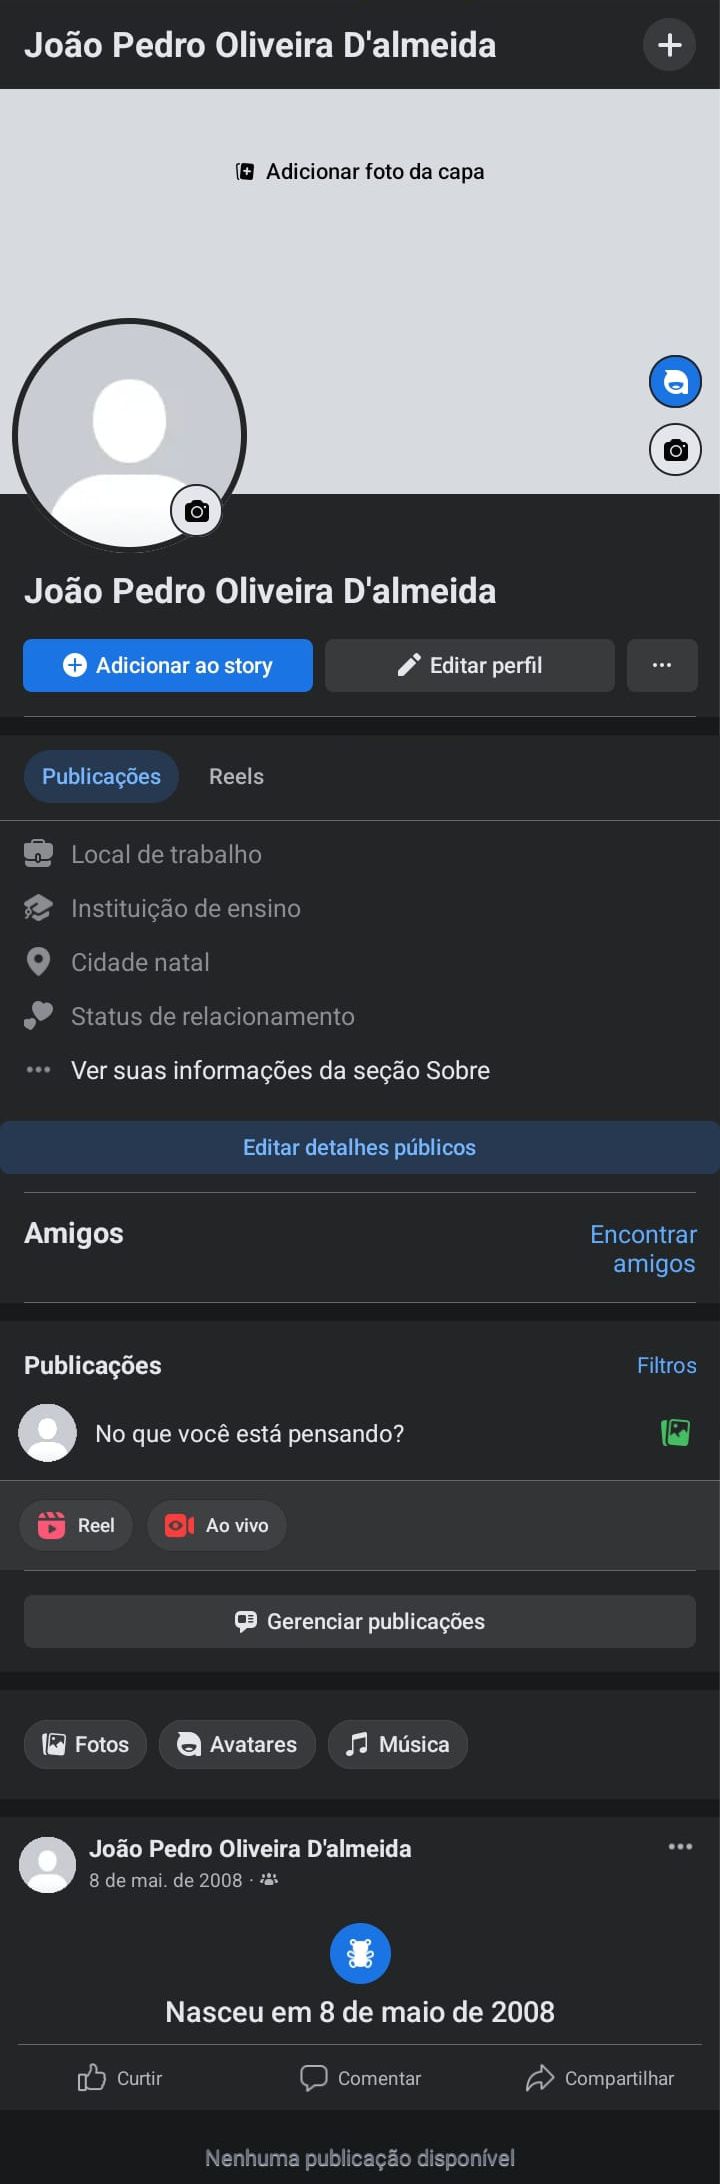 João Pedro Oliveira D'almeida
Adicionar foto da capa
João Pedro Oliveira D'almeida
Adicionar ao story
Editar perfil
Publicações
Reels
Local de trabalho
Instituição de ensino
Cidade natal
Status de relacionamento
Ver suas informações da seção Sobre
Editar detalhes públicos
Amigos
Encontrar
amigos
Publicações
Filtros
No que você está pensando?
Reel
Ao vivo
Gerenciar publicações
Fotos
Avatares
Música
João Pedro Oliveira D'almeida
8 de mai. de 2008 ·
Nasceu em 8 de maio de 2008
Curtir
Comentar
Compartilhar
Nenhuma publicação disponível